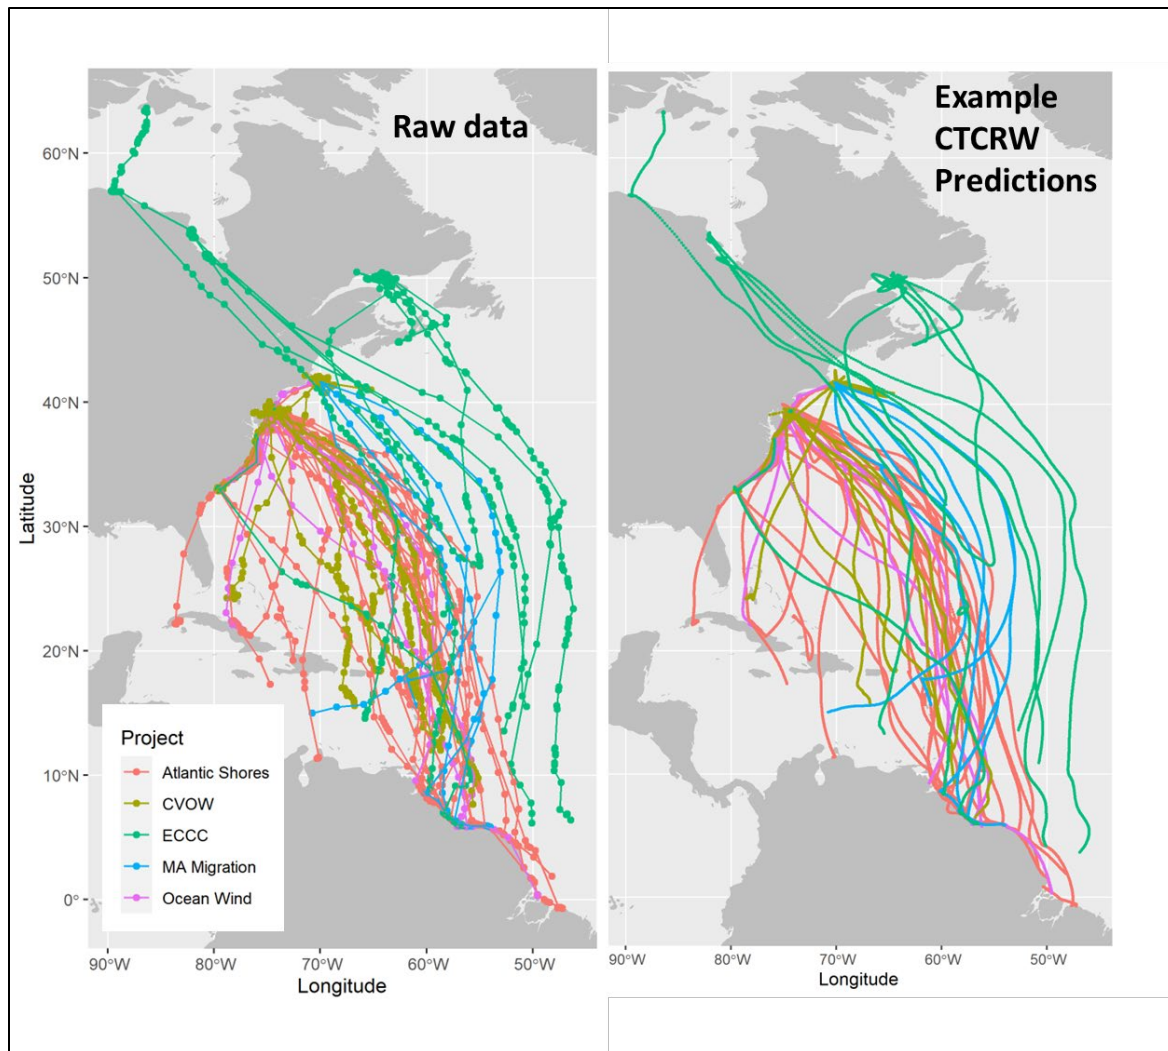 Raw data
60°N
50°N
40°N
30°N
20°N
10°N
0°
Latitude
Project
Atlantic Shores
CVOW
ECCC
MA Migration
Ocean Wind
90°W
80°W
70°W
60°W
50°W
Longitude
Example
CTCRW
Predictions
90°W
80°W
70°W
60°W
50°W
Longitude